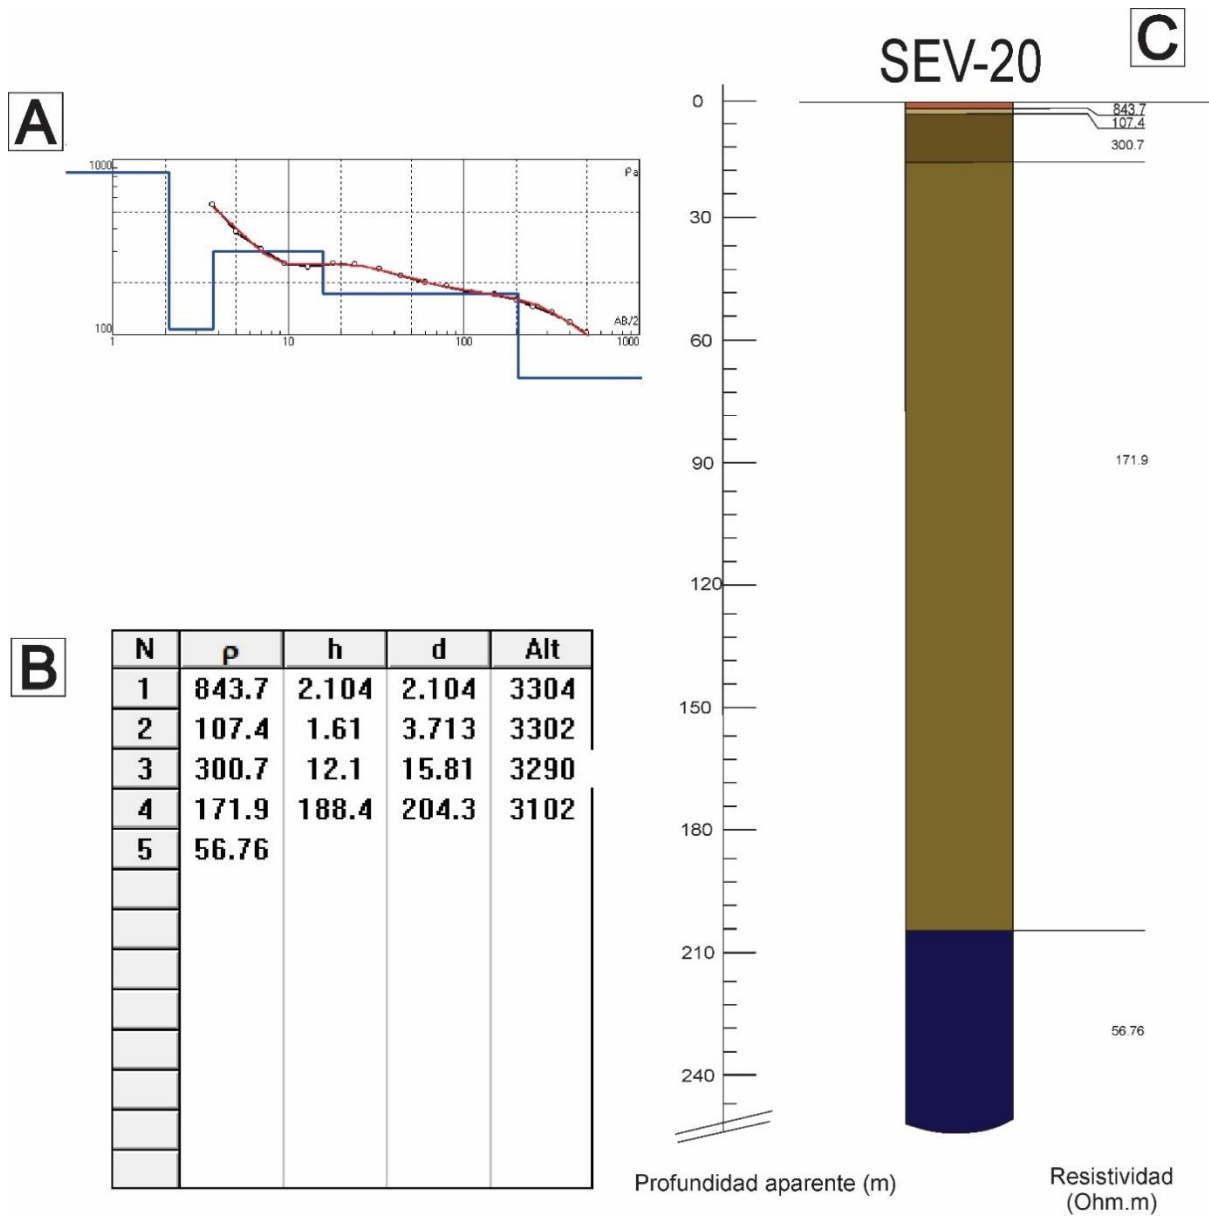 C
SEV-20
A
1000
ρa
100
AB/2
1
10
100
1000
B
N ρ h d Alt
1 843.7 2.104 2.104 3304
2 107.4 1.61 3.713 3302
3 300.7 12.1 15.81 3290
4 171.9 188.4 204.3 3102
5 56.76
0
30
60
90
120
150
180
210
240
843.7
107.4
300.7
171.9
56.76
Profundidad aparente (m)
Resistividad
(Ohm.m)